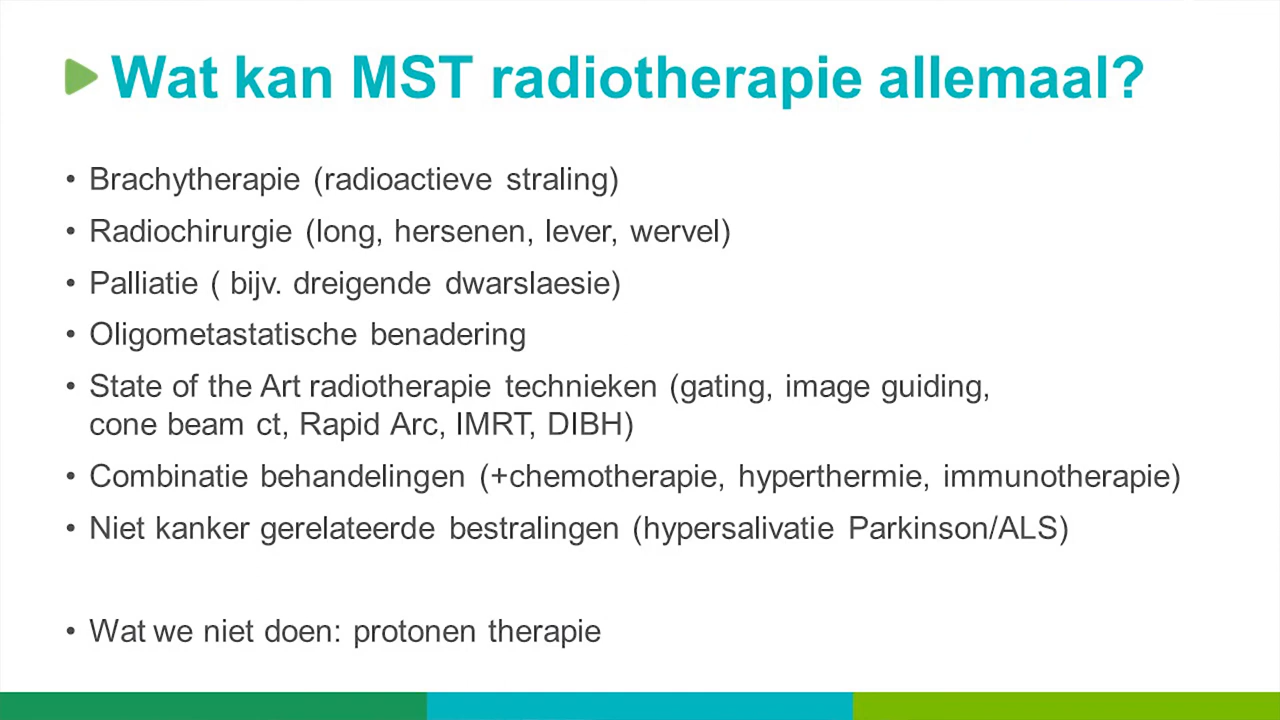 Wat kan MST radiotherapie allemaal?
• Brachytherapie (radioactieve straling)
• Radiochirurgie (long, hersenen, lever, wervel)
• Palliatie ( bijv. dreigende dwarslaesie)
• Oligometastatische benadering
• State of the Art radiotherapie technieken (gating, image guiding,
cone beam ct, Rapid Arc, IMRT, DIBH)
• Combinatie behandelingen (+chemotherapie, hyperthermie, immunotherapie)
• Niet kanker gerelateerde bestralingen (hypersalivatie Parkinson/ALS)
• Wat we niet doen: protonen therapie